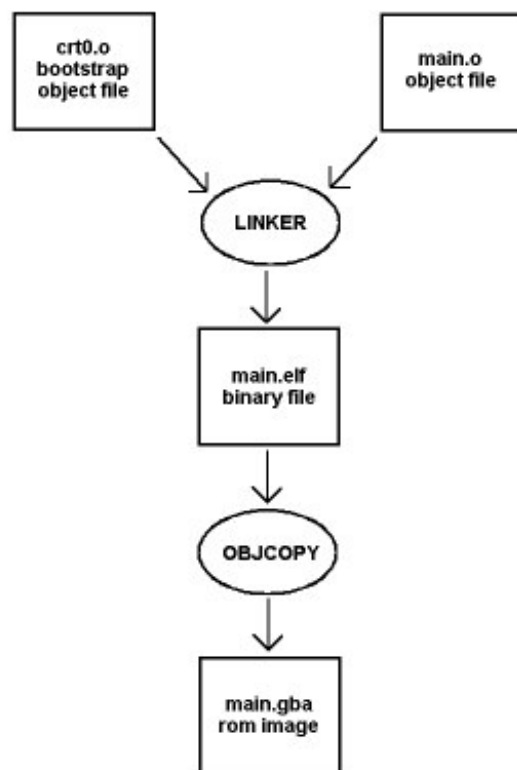 crt0.o
bootstrap
object file
main.o
object file
LINKER
main.elf
binary file
OBJCOPY
main.gba
rom image